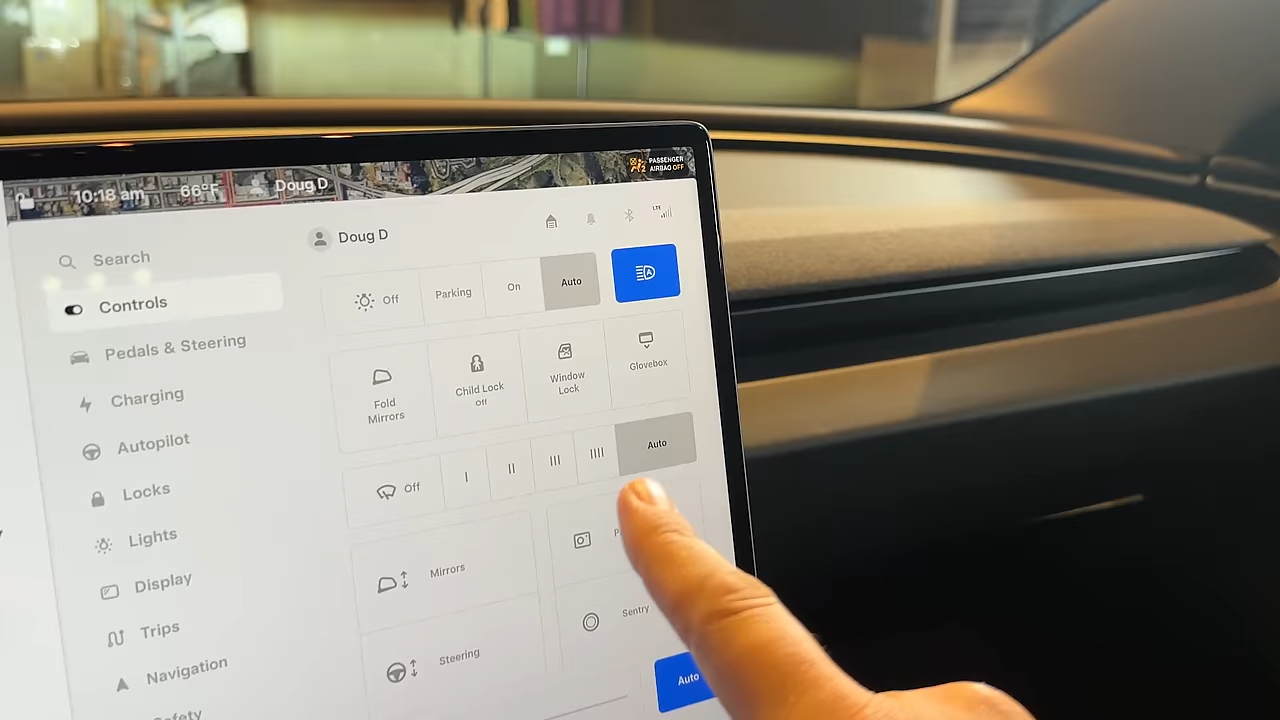 10:18 am 66°F Doug D
PASSENGER
AIRBAG OFF
Doug D
LTE
Search
Controls
Pedals & Steering
Charging
Autopilot
Locks
Lights
Display
Trips
Navigation
Off Parking On Auto
A
Fold
Mirrors
Child Lock
Off
Window
Lock
Glovebox
Off I II III IIII Auto
Mirrors
Sentry
Steering
Auto